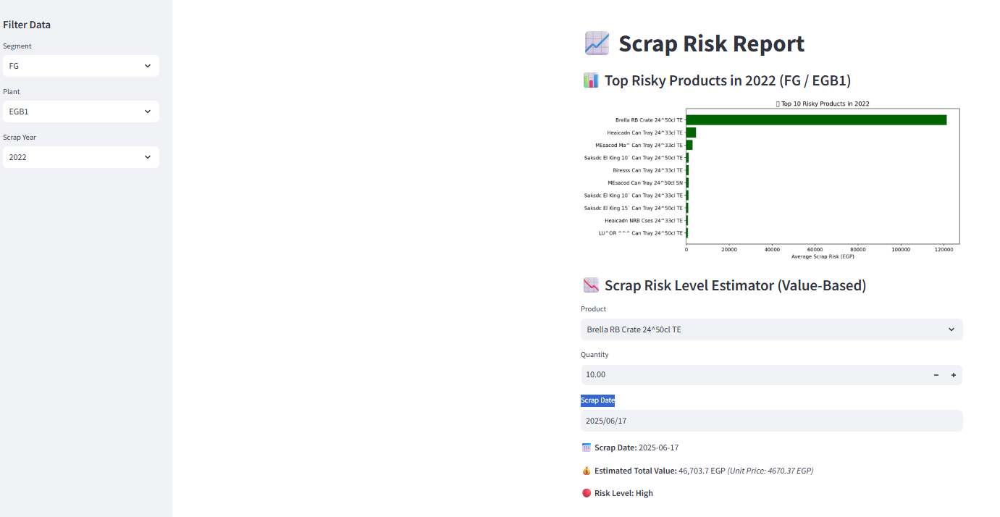 Filter Data
Segment
FG
Plant
EGB1
Scrap Year
2022
Scrap Risk Report
Top Risky Products in 2022 (FG / EGB1)
Top 10 Risky Products in 2022
Brella RB Crate 24^50cl TE
Heaicadn Can Tray 24^33cl TE
MEsacod Ma^ Can Tray 24^33cl TE
Saksdc El King 10` Can Tray 24^50cl TE
Biresss Can Tray 24^33cl TE
MEsacod Can Tray 24^50cl SN
Saksdc El King 10` Can Tray 24^33cl TE
Saksdc El King 15` Can Tray 24^50cl TE
Heaicadn NRB Cses 24^33cl TE
LU^OR ^^^ Can Tray 24^50cl TE
0 20000 40000 60000 80000 100000 120000
Average Scrap Risk (EGP)
Scrap Risk Level Estimator (Value-Based)
Product
Brella RB Crate 24^50cl TE
Quantity
10.00
Scrap Date
2025/06/17
Scrap Date: 2025-06-17
Estimated Total Value: 46,703.7 EGP (Unit Price: 4670.37 EGP)
Risk Level: High